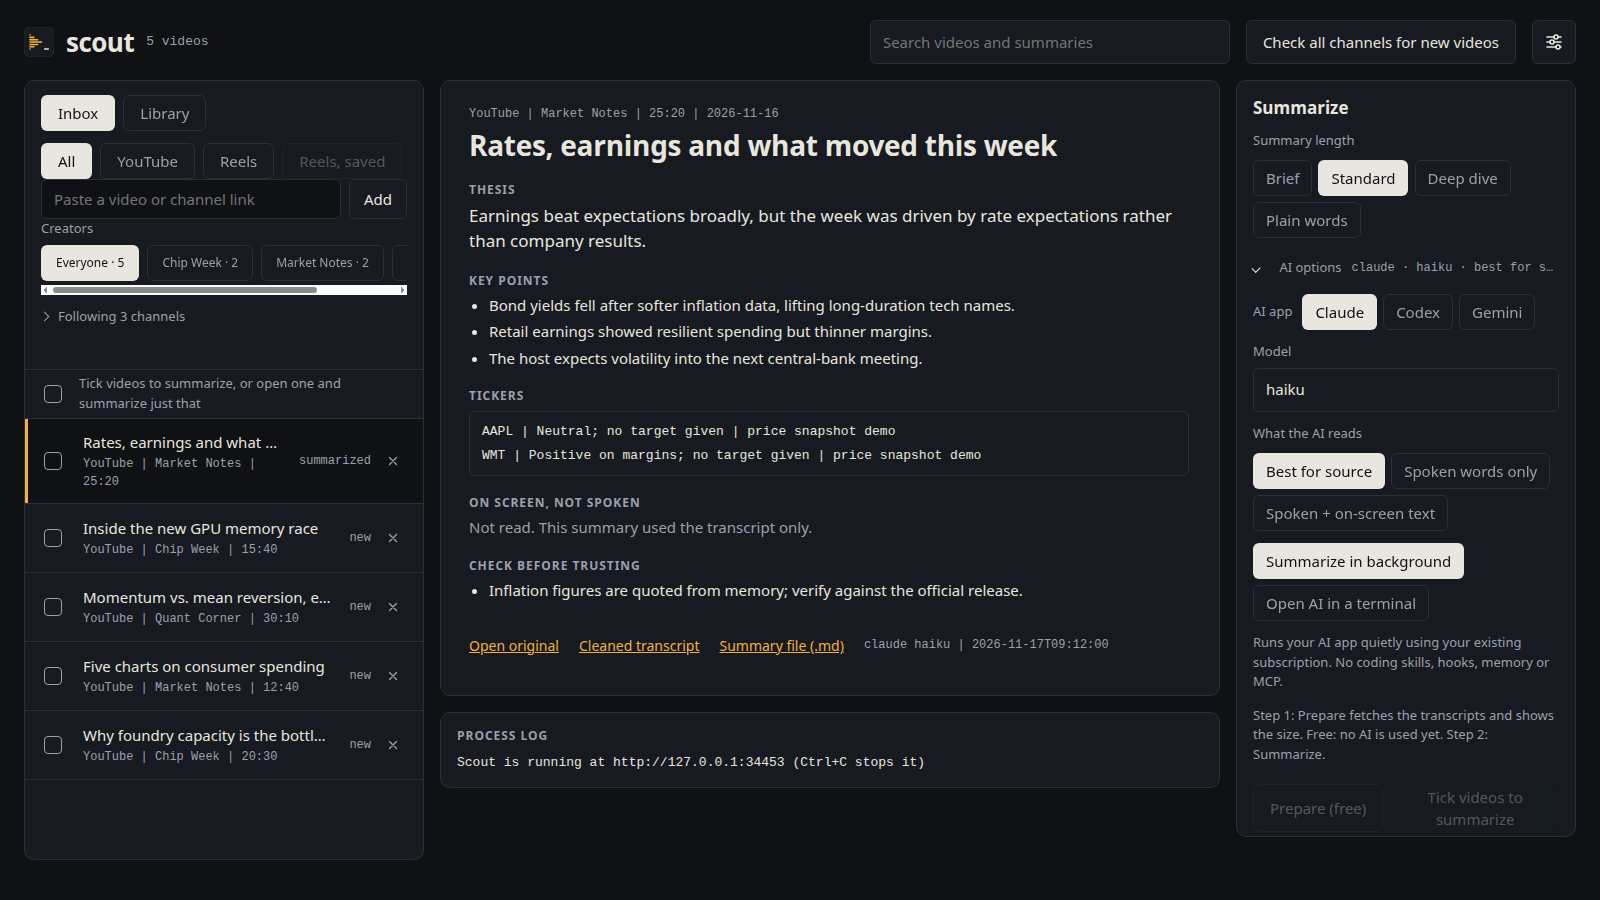 scout
5 videos
Search videos and summaries
Check all channels for new videos
Inbox
Library
All
YouTube
Reels
Reels, saved
Paste a video or channel link
Add
Creators
Everyone · 5
Chip Week · 2
Market Notes · 2
Following 3 channels
Tick videos to summarize, or open one and
summarize just that
Rates, earnings and what ...
YouTube | Market Notes |
25:20
summarized
Inside the new GPU memory race
YouTube | Chip Week | 15:40
new
Momentum vs. mean reversion, e...
YouTube | Quant Corner | 30:10
new
Five charts on consumer spending
YouTube | Market Notes | 12:40
new
Why foundry capacity is the bottl...
YouTube | Chip Week | 20:30
new
YouTube | Market Notes | 25:20 | 2026-11-16
Rates, earnings and what moved this week
THESIS
Earnings beat expectations broadly, but the week was driven by rate expectations rather
than company results.
KEY POINTS
• Bond yields fell after softer inflation data, lifting long-duration tech names.
• Retail earnings showed resilient spending but thinner margins.
• The host expects volatility into the next central-bank meeting.
TICKERS
AAPL | Neutral; no target given | price snapshot demo
WMT | Positive on margins; no target given | price snapshot demo
ON SCREEN, NOT SPOKEN
Not read. This summary used the transcript only.
CHECK BEFORE TRUSTING
• Inflation figures are quoted from memory; verify against the official release.
Open original
Cleaned transcript
Summary file (.md)
claude haiku | 2026-11-17T09:12:00
PROCESS LOG
Scout is running at http://127.0.0.1:34453 (Ctrl+C stops it)
Summarize
Summary length
Brief
Standard
Deep dive
Plain words
AI options
claude · haiku · best for s…
AI app
Claude
Codex
Gemini
Model
haiku
What the AI reads
Best for source
Spoken words only
Spoken + on-screen text
Summarize in background
Open AI in a terminal
Runs your AI app quietly using your existing
subscription. No coding skills, hooks, memory or
MCP.
Step 1: Prepare fetches the transcripts and shows
the size. Free: no AI is used yet. Step 2:
Summarize.
Prepare (free)
Tick videos to
summarize